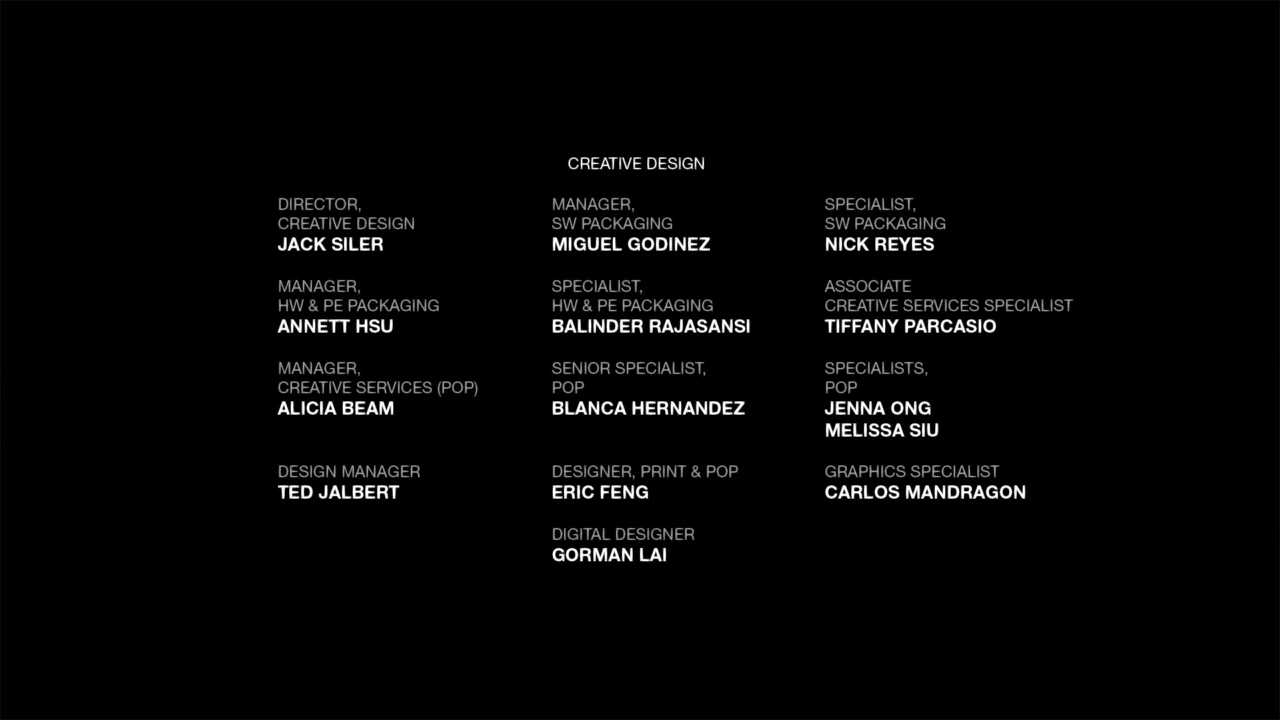 CREATIVE DESIGN
DIRECTOR,
CREATIVE DESIGN
JACK SILER
MANAGER,
SW PACKAGING
MIGUEL GODINEZ
SPECIALIST,
SW PACKAGING
NICK REYES
MANAGER,
HW & PE PACKAGING
ANNETT HSU
SPECIALIST,
HW & PE PACKAGING
BALINDER RAJASANSI
ASSOCIATE
CREATIVE SERVICES SPECIALIST
TIFFANY PARCASIO
MANAGER,
CREATIVE SERVICES (POP)
ALICIA BEAM
SENIOR SPECIALIST,
POP
BLANCA HERNANDEZ
SPECIALISTS,
POP
JENNA ONG
MELISSA SIU
DESIGN MANAGER
TED JALBERT
DESIGNER, PRINT & POP
ERIC FENG
GRAPHICS SPECIALIST
CARLOS MANDRAGON
DIGITAL DESIGNER
GORMAN LAI